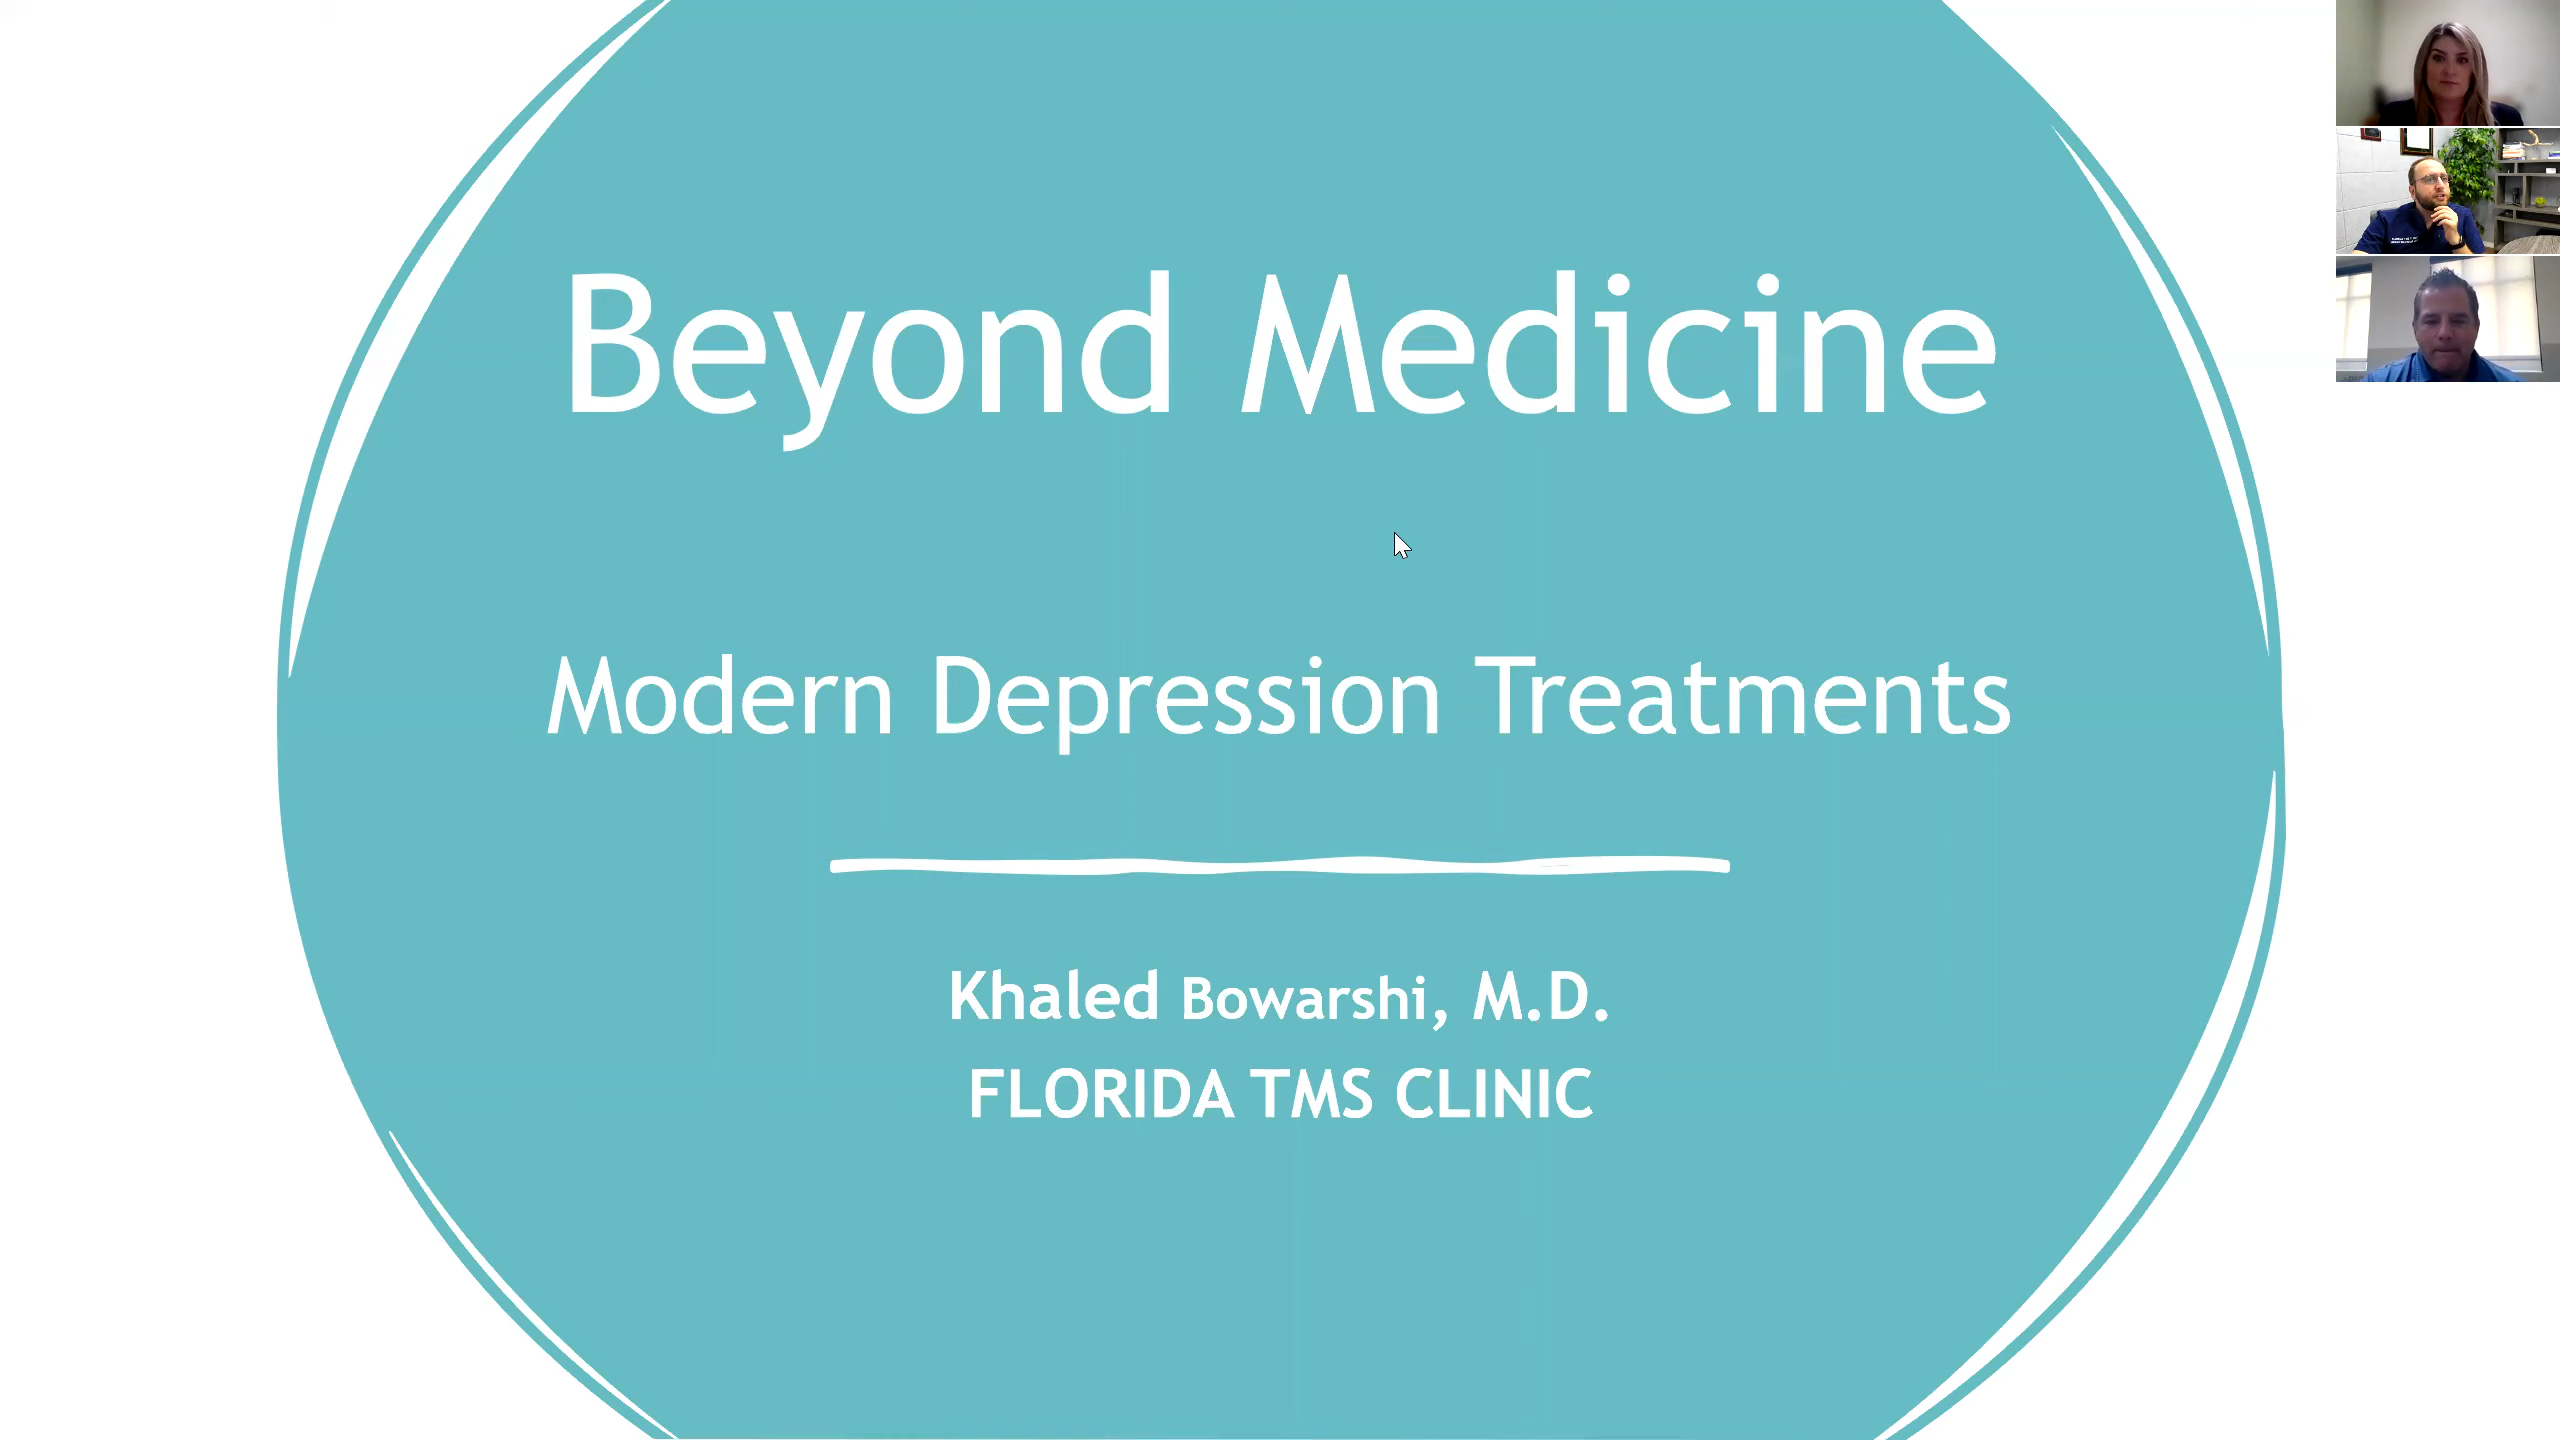 Beyond Medicine
Modern Depression Treatments
Khaled Bowarshi, M.D.
FLORIDA TMS CLINIC